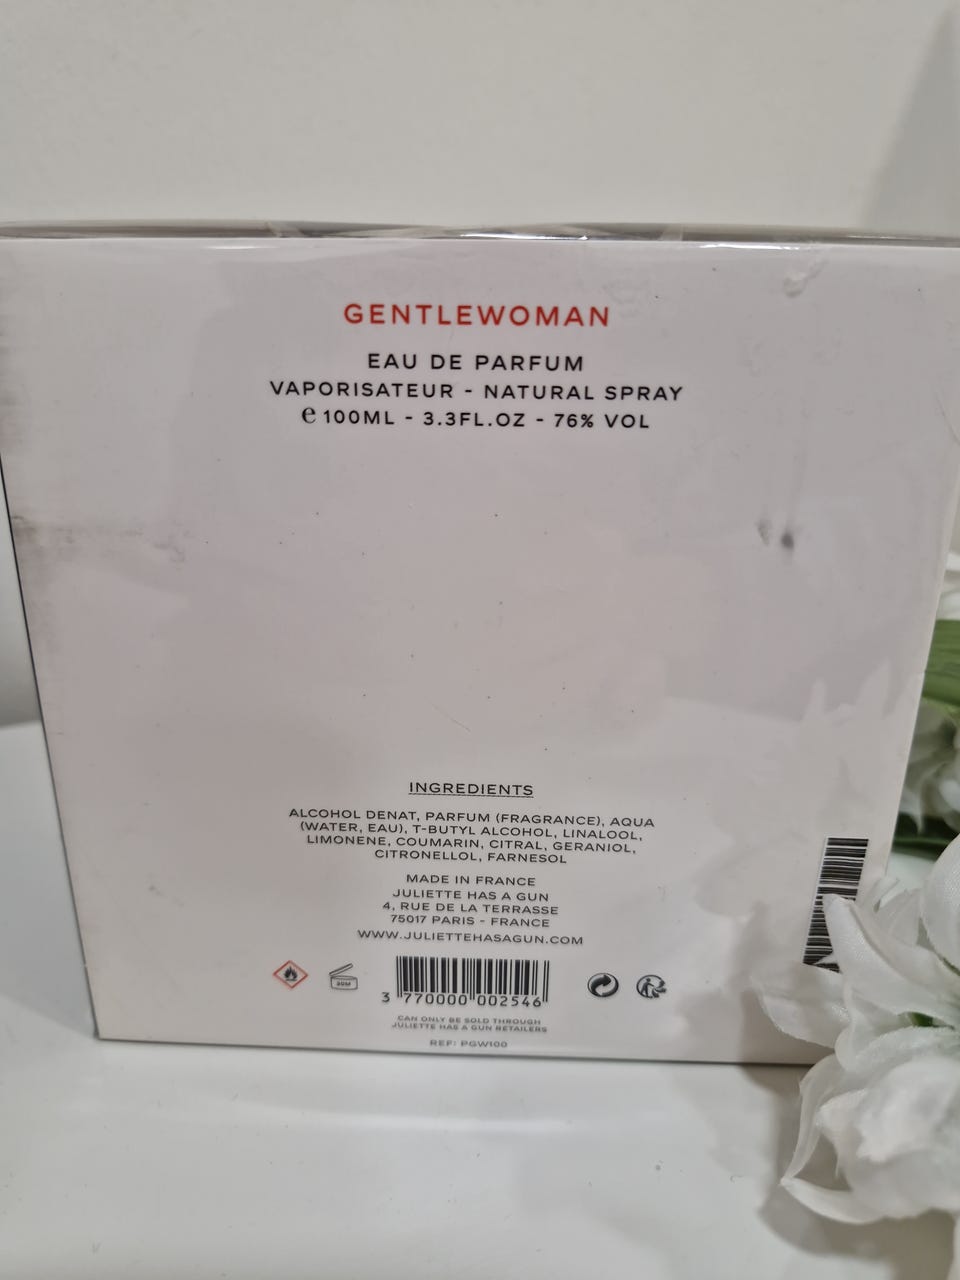 GENTLEWOMAN
EAU DE PARFUM
VAPORISATEUR - NATURAL SPRAY
℮ 100ML - 3.3FL.OZ - 76% VOL
INGREDIENTS
ALCOHOL DENAT, PARFUM (FRAGRANCE), AQUA
(WATER, EAU), T-BUTYL ALCOHOL, LINALOOL,
LIMONENE, COUMARIN, CITRAL, GERANIOL,
CITRONELLOL, FARNESOL
MADE IN FRANCE
JULIETTE HAS A GUN
4, RUE DE LA TERRASSE
75017 PARIS - FRANCE
WWW.JULIETTEHASAGUN.COM
3 770000 002546
CAN ONLY BE SOLD THROUGH
JULIETTE HAS A GUN RETAILERS
REF: PGW100